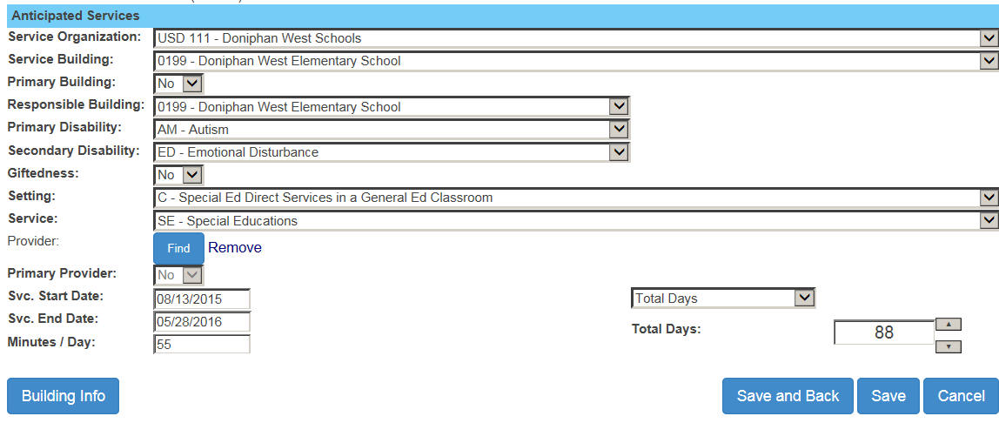 Anticipated Services
Service Organization: USD 111 - Doniphan West Schools
Service Building: 0199 - Doniphan West Elementary School
Primary Building: No
Responsible Building: 0199 - Doniphan West Elementary School
Primary Disability: AM - Autism
Secondary Disability: ED - Emotional Disturbance
Giftedness: No
Setting: C - Special Ed Direct Services in a General Ed Classroom
Service: SE - Special Educations
Provider: Find Remove
Primary Provider: No
Svc. Start Date: 08/13/2015 Total Days
Svc. End Date: 05/28/2016
Total Days: 88
Minutes / Day: 55
Building Info Save and Back Save Cancel